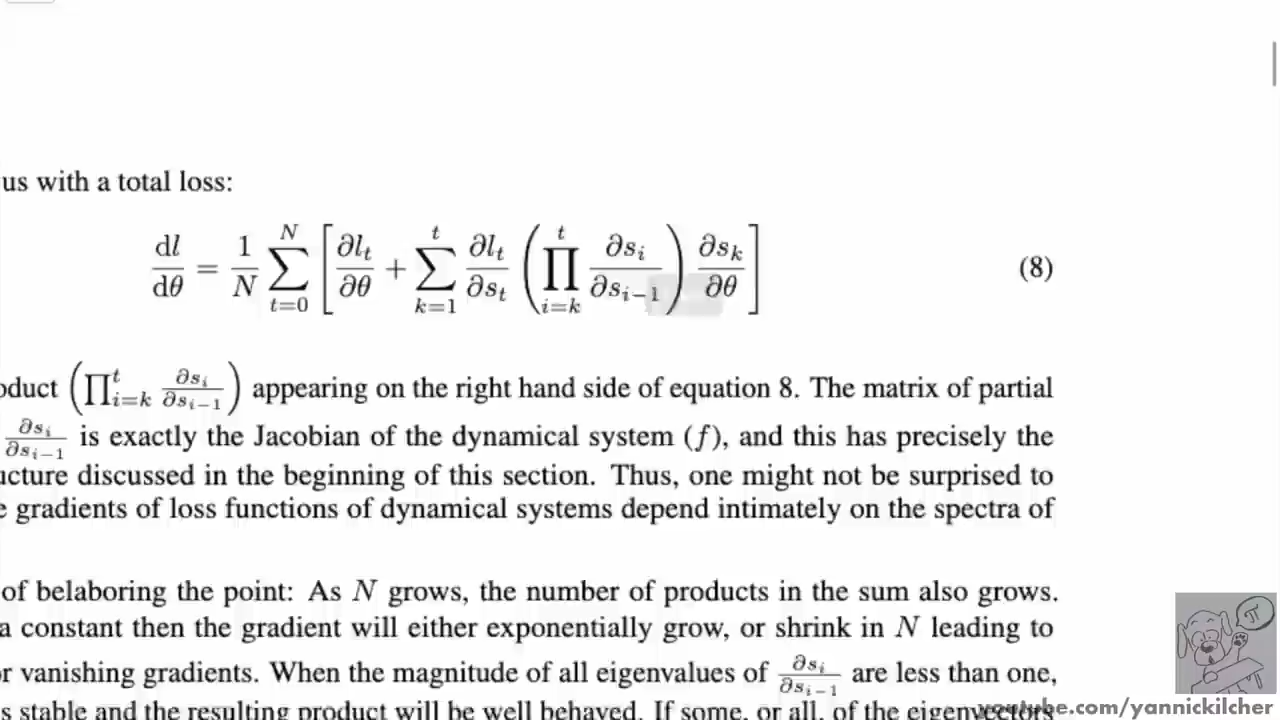 us with a total loss:
dl/dθ = 1/N ∑_{t=0}^{N} [ ∂l_t/∂θ + ∑_{k=1}^{t} ∂l_t/∂s_t ( ∏_{i=k}^{t} ∂s_i/∂s_{i−1} ) ∂s_k/∂θ ] (8)
oduct ( ∏_{i=k}^{t} ∂s_i/∂s_{i−1} ) appearing on the right hand side of equation 8. The matrix of partial
∂s_i/∂s_{i−1} is exactly the Jacobian of the dynamical system (f), and this has precisely the
ucture discussed in the beginning of this section. Thus, one might not be surprised to
e gradients of loss functions of dynamical systems depend intimately on the spectra of
of belaboring the point: As N grows, the number of products in the sum also grows.
a constant then the gradient will either exponentially grow, or shrink in N leading to
r vanishing gradients. When the magnitude of all eigenvalues of ∂s_i/∂s_{i−1} are less than one,
s stable and the resulting product will be well behaved. If some, or all, of the eigenvectors
π
youtube.com/yannickilcher